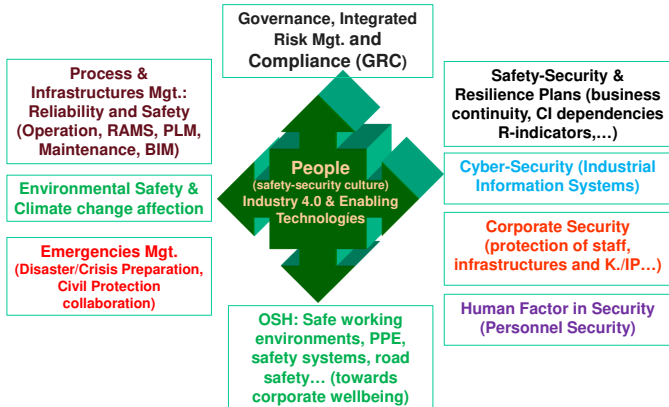 Governance, Integrated
Risk Mgt. and
Compliance (GRC)
Process &
Infrastructures Mgt.:
Reliability and Safety
(Operation, RAMS, PLM,
Maintenance, BIM)
Environmental Safety &
Climate change affection
Emergencies Mgt.
(Disaster/Crisis Preparation,
Civil Protection
collaboration)
People
(safety-security culture)
Industry 4.0 & Enabling
Technologies
Safety-Security &
Resilience Plans (business
continuity, CI dependencies
R-indicators,…)
Cyber-Security (Industrial
Information Systems)
Corporate Security
(protection of staff,
infrastructures and K./IP…)
Human Factor in Security
(Personnel Security)
OSH: Safe working
environments, PPE,
safety systems, road
safety… (towards
corporate wellbeing)